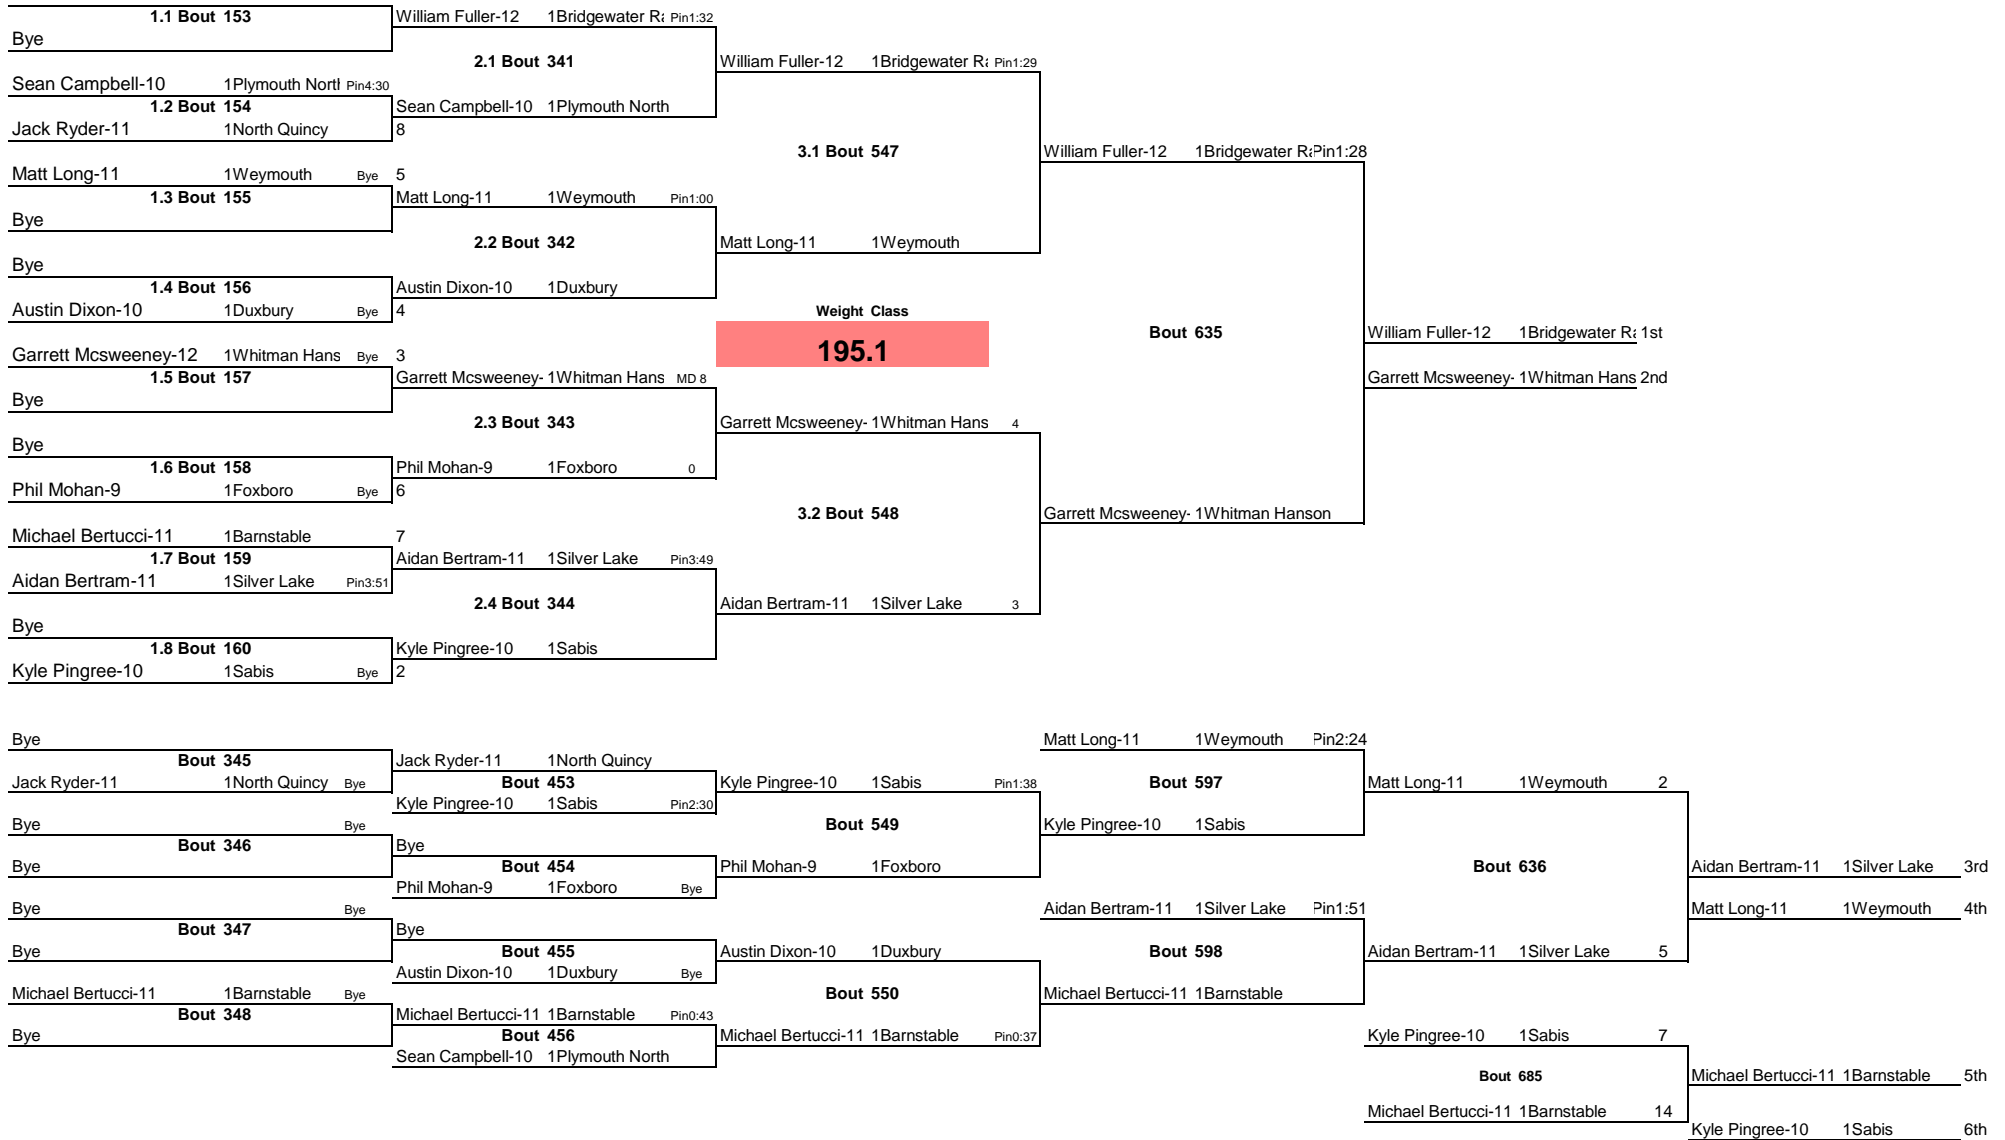 1.1 Bout 153 William Fuller-12 1Bridgewater Ra Pin1:32
Bye
2.1 Bout 341 William Fuller-12 1Bridgewater Ra Pin1:29
Sean Campbell-10 1Plymouth North Pin4:30
1.2 Bout 154 Sean Campbell-10 1Plymouth North
Jack Ryder-11 1North Quincy 8
3.1 Bout 547 William Fuller-12 1Bridgewater Ra Pin1:28
Matt Long-11 1Weymouth Bye 5
1.3 Bout 155 Matt Long-11 1Weymouth Pin1:00
Bye
2.2 Bout 342 Matt Long-11 1Weymouth
Bye
1.4 Bout 156 Austin Dixon-10 1Duxbury
Austin Dixon-10 1Duxbury Bye 4 Weight Class
Bout 635 William Fuller-12 1Bridgewater Ra 1st
Garrett Mcsweeney-12 1Whitman Hans Bye 3 195.1
1.5 Bout 157 Garrett Mcsweeney- 1Whitman Hans MD 8 Garrett Mcsweeney- 1Whitman Hans 2nd
Bye
2.3 Bout 343 Garrett Mcsweeney- 1Whitman Hans 4
Bye
1.6 Bout 158 Phil Mohan-9 1Foxboro 0
Phil Mohan-9 1Foxboro Bye 6
3.2 Bout 548 Garrett Mcsweeney- 1Whitman Hanson
Michael Bertucci-11 1Barnstable 7
1.7 Bout 159 Aidan Bertram-11 1Silver Lake Pin3:49
Aidan Bertram-11 1Silver Lake Pin3:51
2.4 Bout 344 Aidan Bertram-11 1Silver Lake 3
Bye
1.8 Bout 160 Kyle Pingree-10 1Sabis
Kyle Pingree-10 1Sabis Bye 2
Bye Matt Long-11 1Weymouth Pin2:24
Bout 345 Jack Ryder-11 1North Quincy
Jack Ryder-11 1North Quincy Bye Bout 453 Kyle Pingree-10 1Sabis Pin1:38 Bout 597 Matt Long-11 1Weymouth 2
Kyle Pingree-10 1Sabis Pin2:30
Bye Bye Bout 549 Kyle Pingree-10 1Sabis
Bout 346 Bye
Bye Bout 454 Phil Mohan-9 1Foxboro Bout 636 Aidan Bertram-11 1Silver Lake 3rd
Phil Mohan-9 1Foxboro Bye
Bye Bye Aidan Bertram-11 1Silver Lake Pin1:51 Matt Long-11 1Weymouth 4th
Bout 347 Bye
Bye Bout 455 Austin Dixon-10 1Duxbury Bout 598 Aidan Bertram-11 1Silver Lake 5
Austin Dixon-10 1Duxbury Bye
Michael Bertucci-11 1Barnstable Bye Bout 550 Michael Bertucci-11 1Barnstable
Bout 348 Michael Bertucci-11 1Barnstable Pin0:43
Bye Bout 456 Michael Bertucci-11 1Barnstable Pin0:37 Kyle Pingree-10 1Sabis 7
Sean Campbell-10 1Plymouth North
Bout 685 Michael Bertucci-11 1Barnstable 5th
Michael Bertucci-11 1Barnstable 14
Kyle Pingree-10 1Sabis 6th